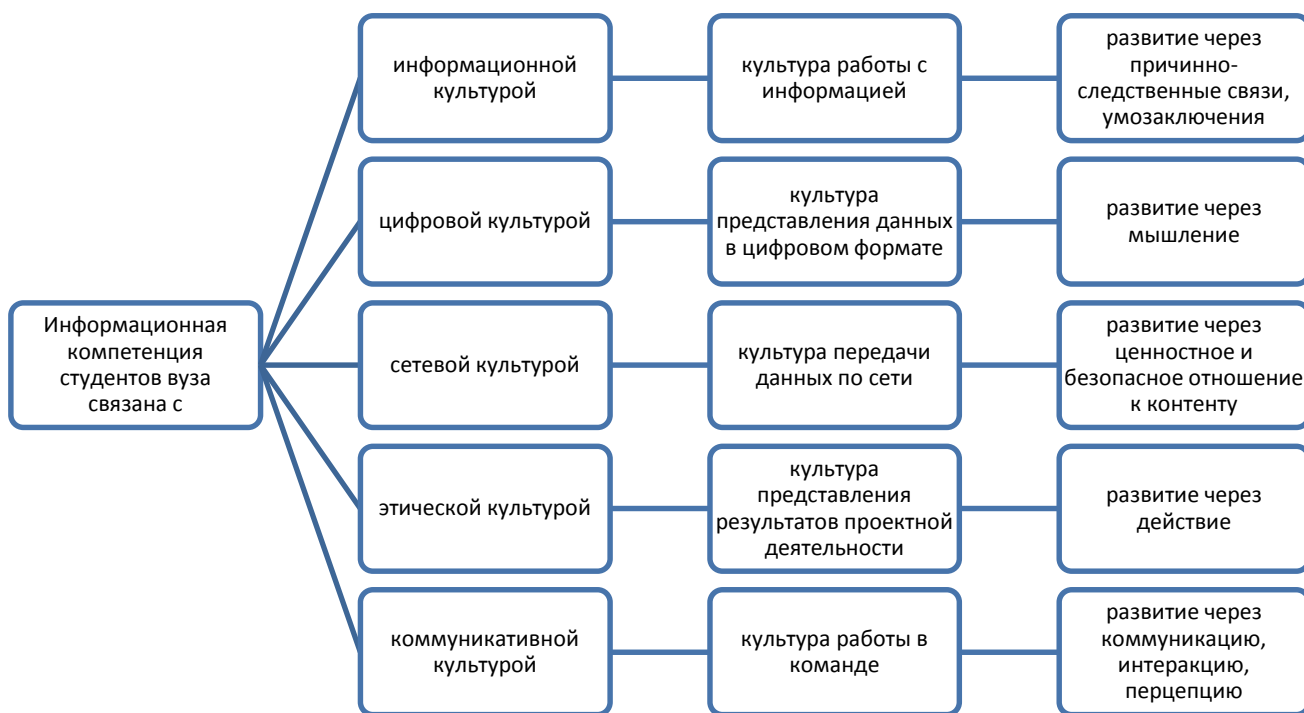 информационной
культурой
культура работы с
информацией
развитие через
причинно-
следственные связи,
умозаключения
цифровой культурой
культура
представления данных
в цифровом формате
развитие через
мышление
Информационная
компетенция
студентов вуза
связана с
сетевой культурой
культура передачи
данных по сети
развитие через
ценностное и
безопасное отношение
к контенту
этической культурой
культура
представления
результатов проектной
деятельности
развитие через
действие
коммуникативной
культурой
культура работы в
команде
развитие через
коммуникацию,
интеракцию,
перцепцию